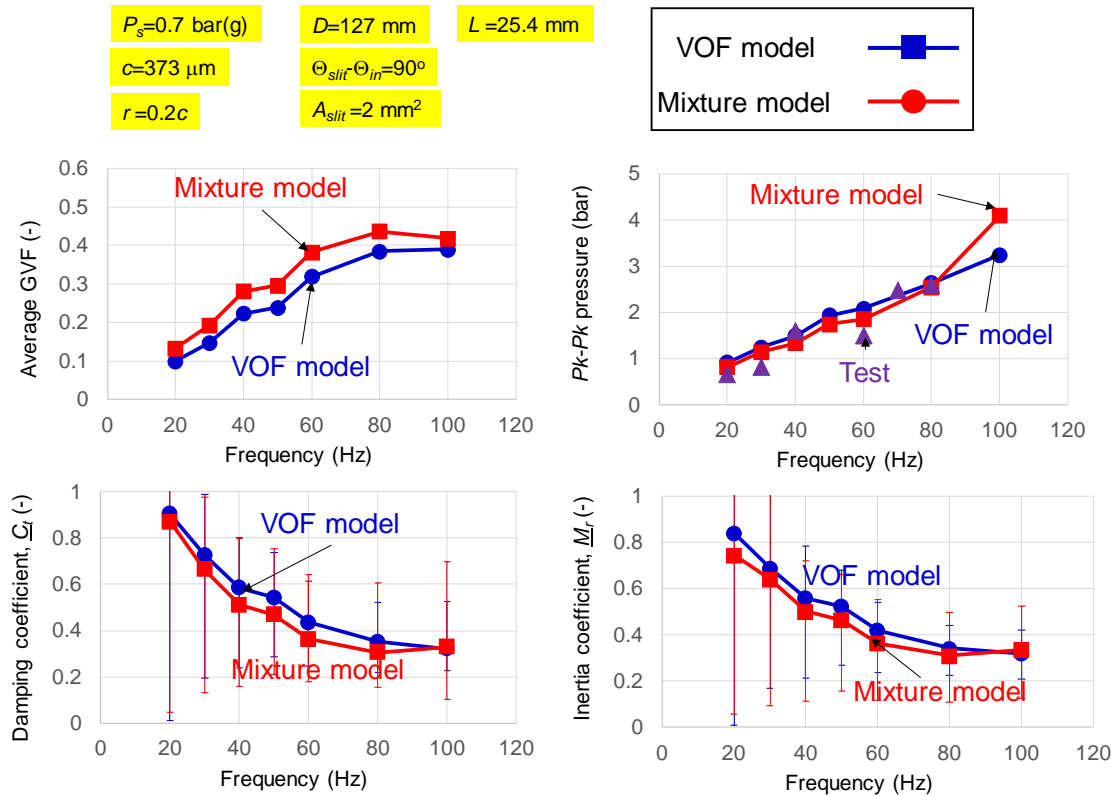 Ps=0.7 bar(g)
D=127 mm
L =25.4 mm
c=373 μm
Θslit-Θin=90º
r=0.2c
Aslit =2 mm²
VOF model
Mixture model
0.6
0.5
0.4
0.3
0.2
0.1
0
Average GVF (-)
Mixture model
VOF model
0 20 40 60 80 100 120
Frequency (Hz)
5
4
3
2
1
0
Pk-Pk pressure (bar)
Mixture model
VOF model
Test
0 20 40 60 80 100 120
Frequency (Hz)
1
0.8
0.6
0.4
0.2
0
Damping coefficient, Ct (-)
VOF model
Mixture model
0 20 40 60 80 100 120
Frequency (Hz)
1
0.8
0.6
0.4
0.2
0
Inertia coefficient, Mr (-)
VOF model
Mixture model
0 20 40 60 80 100 120
Frequency (Hz)